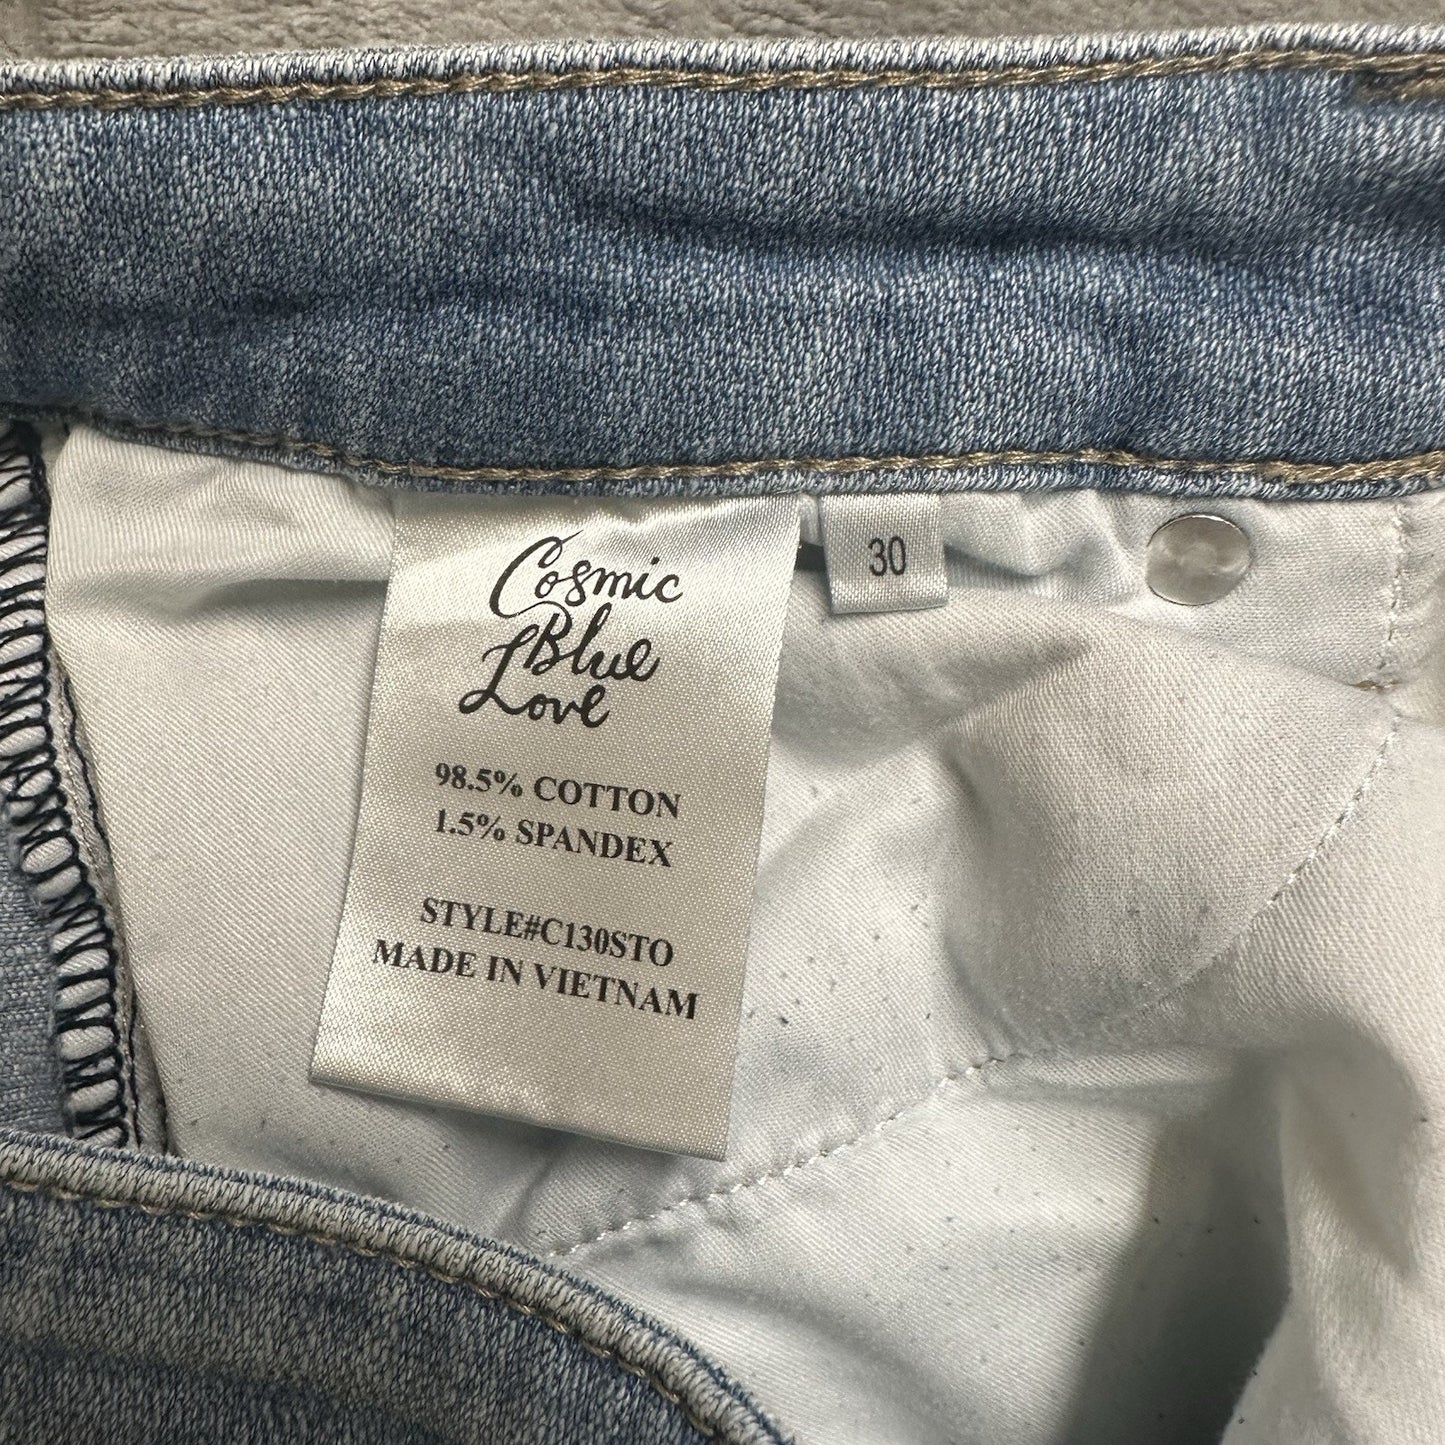 Cosmic
Blue
Love
98.5% COTTON
1.5% SPANDEX
STYLE#C130STO
MADE IN VIETNAM
30